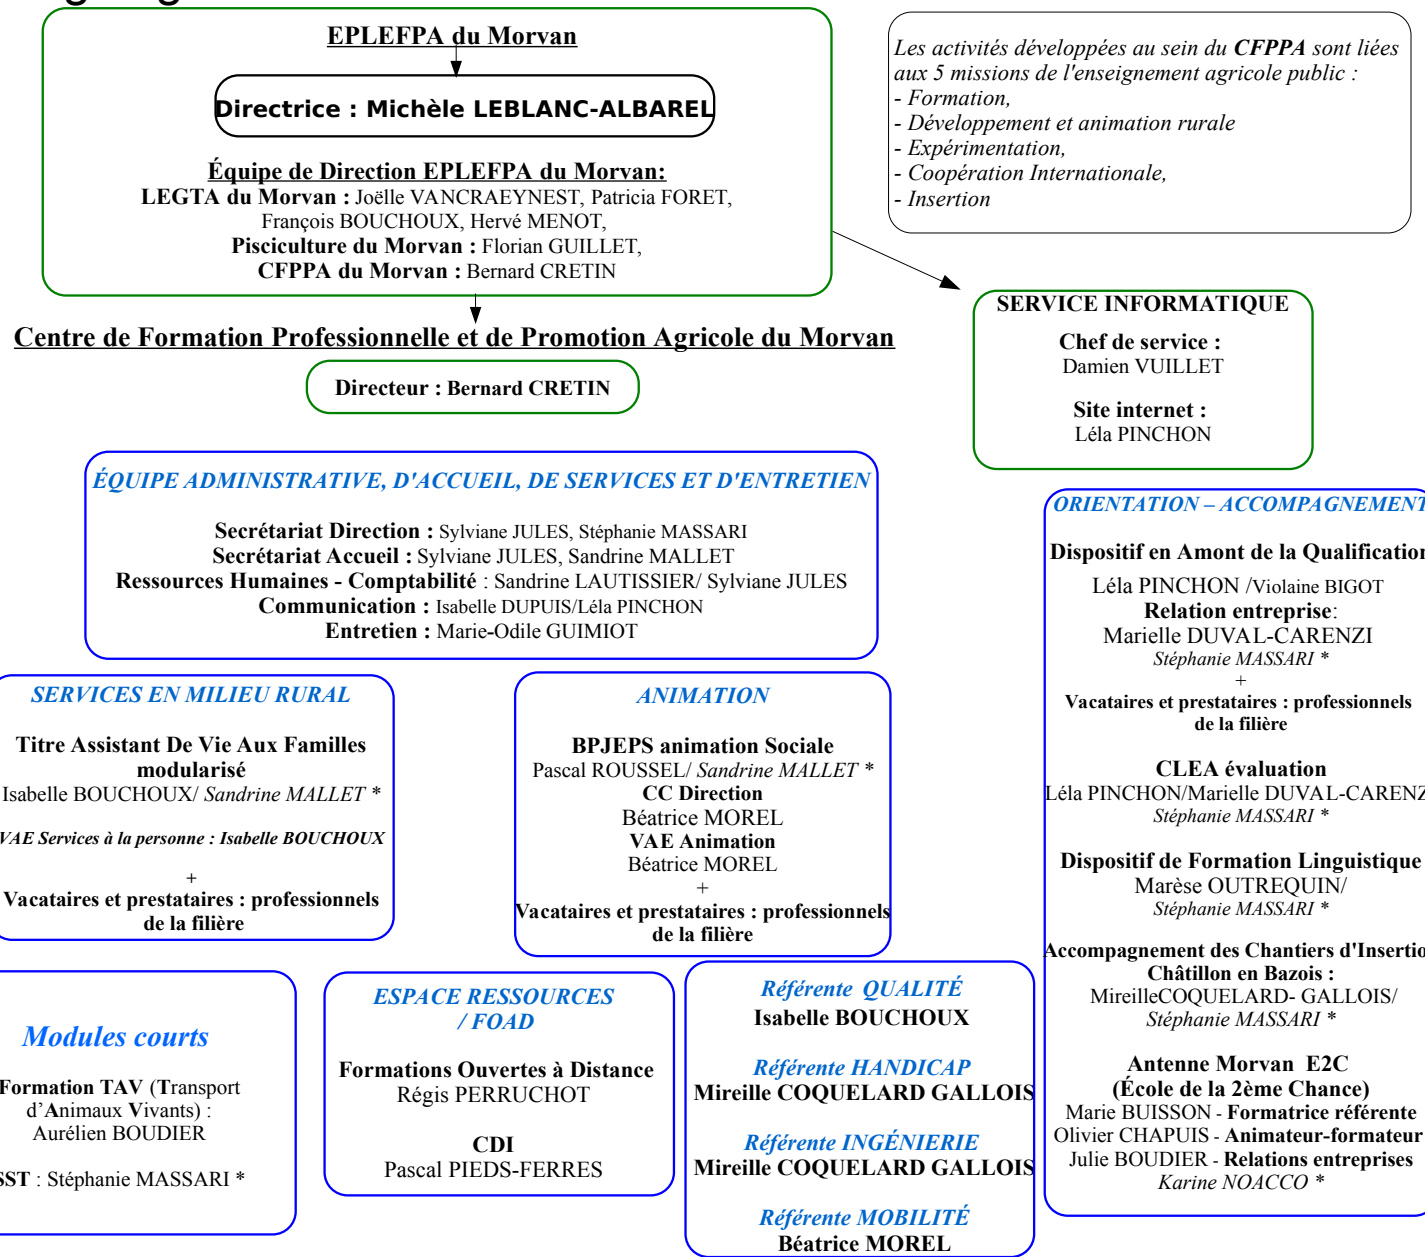 EPLEFPA du Morvan
Directrice : Michèle LEBLANC-ALBAREL
Équipe de Direction EPLEFPA du Morvan:
LEGTA du Morvan : Joëlle VANCRAEYNEST, Patricia FORET,
François BOUCHOUX, Hervé MENOT,
Pisciculture du Morvan : Florian GUILLET,
CFPPA du Morvan : Bernard CRETIN
Les activités développées au sein du CFPPA sont liées
aux 5 missions de l'enseignement agricole public :
- Formation,
- Développement et animation rurale
- Expérimentation,
- Coopération Internationale,
- Insertion
SERVICE INFORMATIQUE
Chef de service :
Damien VUILLET
Site internet :
Léla PINCHON
Centre de Formation Professionnelle et de Promotion Agricole du Morvan
Directeur : Bernard CRETIN
ÉQUIPE ADMINISTRATIVE, D'ACCUEIL, DE SERVICES ET D'ENTRETIEN
Secrétariat Direction : Sylviane JULES, Stéphanie MASSARI
Secrétariat Accueil : Sylviane JULES, Sandrine MALLET
Ressources Humaines - Comptabilité : Sandrine LAUTISSIER/ Sylviane JULES
Communication : Isabelle DUPUIS/Léla PINCHON
Entretien : Marie-Odile GUIMIOT
SERVICES EN MILIEU RURAL
Titre Assistant De Vie Aux Familles
modularisé
Isabelle BOUCHOUX/ Sandrine MALLET *
VAE Services à la personne : Isabelle BOUCHOUX
+
Vacataires et prestataires : professionnels
de la filière
ANIMATION
BPJEPS animation Sociale
Pascal ROUSSEL/ Sandrine MALLET *
CC Direction
Béatrice MOREL
VAE Animation
Béatrice MOREL
+
Vacataires et prestataires : professionnels
de la filière
ORIENTATION – ACCOMPAGNEMENT
Dispositif en Amont de la Qualification
Léla PINCHON /Violaine BIGOT
Relation entreprise:
Marielle DUVAL-CARENZI
Stéphanie MASSARI *
+
Vacataires et prestataires : professionnels
de la filière
CLEA évaluation
Léla PINCHON/Marielle DUVAL-CARENZ
Stéphanie MASSARI *
Dispositif de Formation Linguistique
Marèse OUTREQUIN/
Stéphanie MASSARI *
Accompagnement des Chantiers d'Insertio
Châtillon en Bazois :
MireilleCOQUELARD- GALLOIS/
Stéphanie MASSARI *
Antenne Morvan E2C
(École de la 2ème Chance)
Marie BUISSON - Formatrice référente
Olivier CHAPUIS - Animateur-formateur
Julie BOUDIER - Relations entreprises
Karine NOACCO *
Modules courts
Formation TAV (Transport
d'Animaux Vivants) :
Aurélien BOUDIER
SST : Stéphanie MASSARI *
ESPACE RESSOURCES
/ FOAD
Formations Ouvertes à Distance
Régis PERRUCHOT
CDI
Pascal PIEDS-FERRES
Référente QUALITÉ
Isabelle BOUCHOUX
Référente HANDICAP
Mireille COQUELARD GALLOIS
Référente INGÉNIERIE
Mireille COQUELARD GALLOIS
Référente MOBILITÉ
Béatrice MOREL